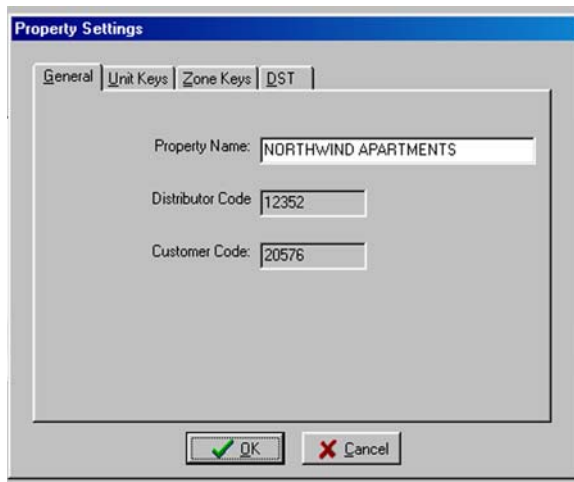 Property Settings
General Unit Keys Zone Keys DST
Property Name: NORTHWIND APARTMENTS
Distributor Code 12352
Customer Code: 20576
OK Cancel